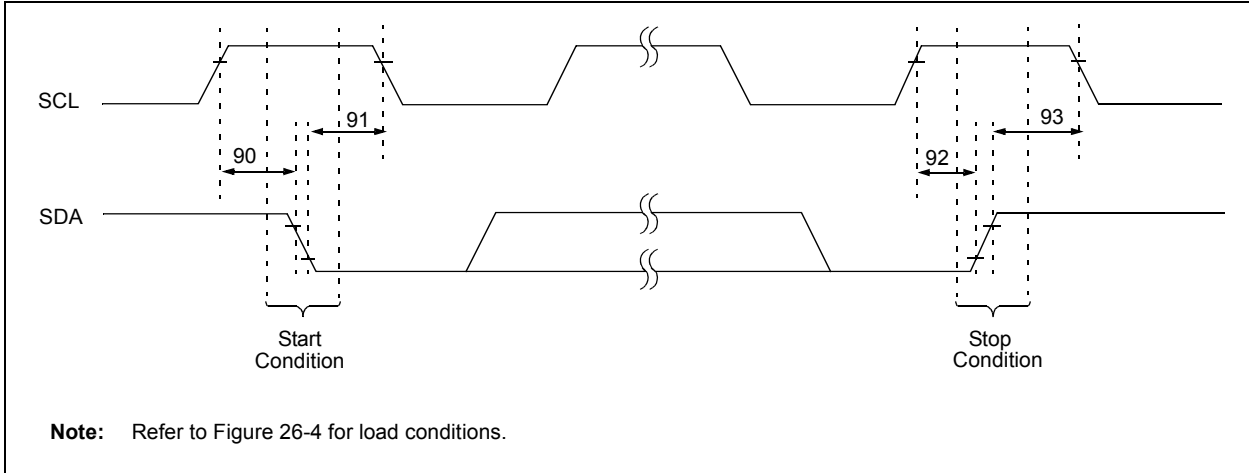 SCL
91
93
90
92
SDA
Start
Condition
Stop
Condition
Note: Refer to Figure 26-4 for load conditions.